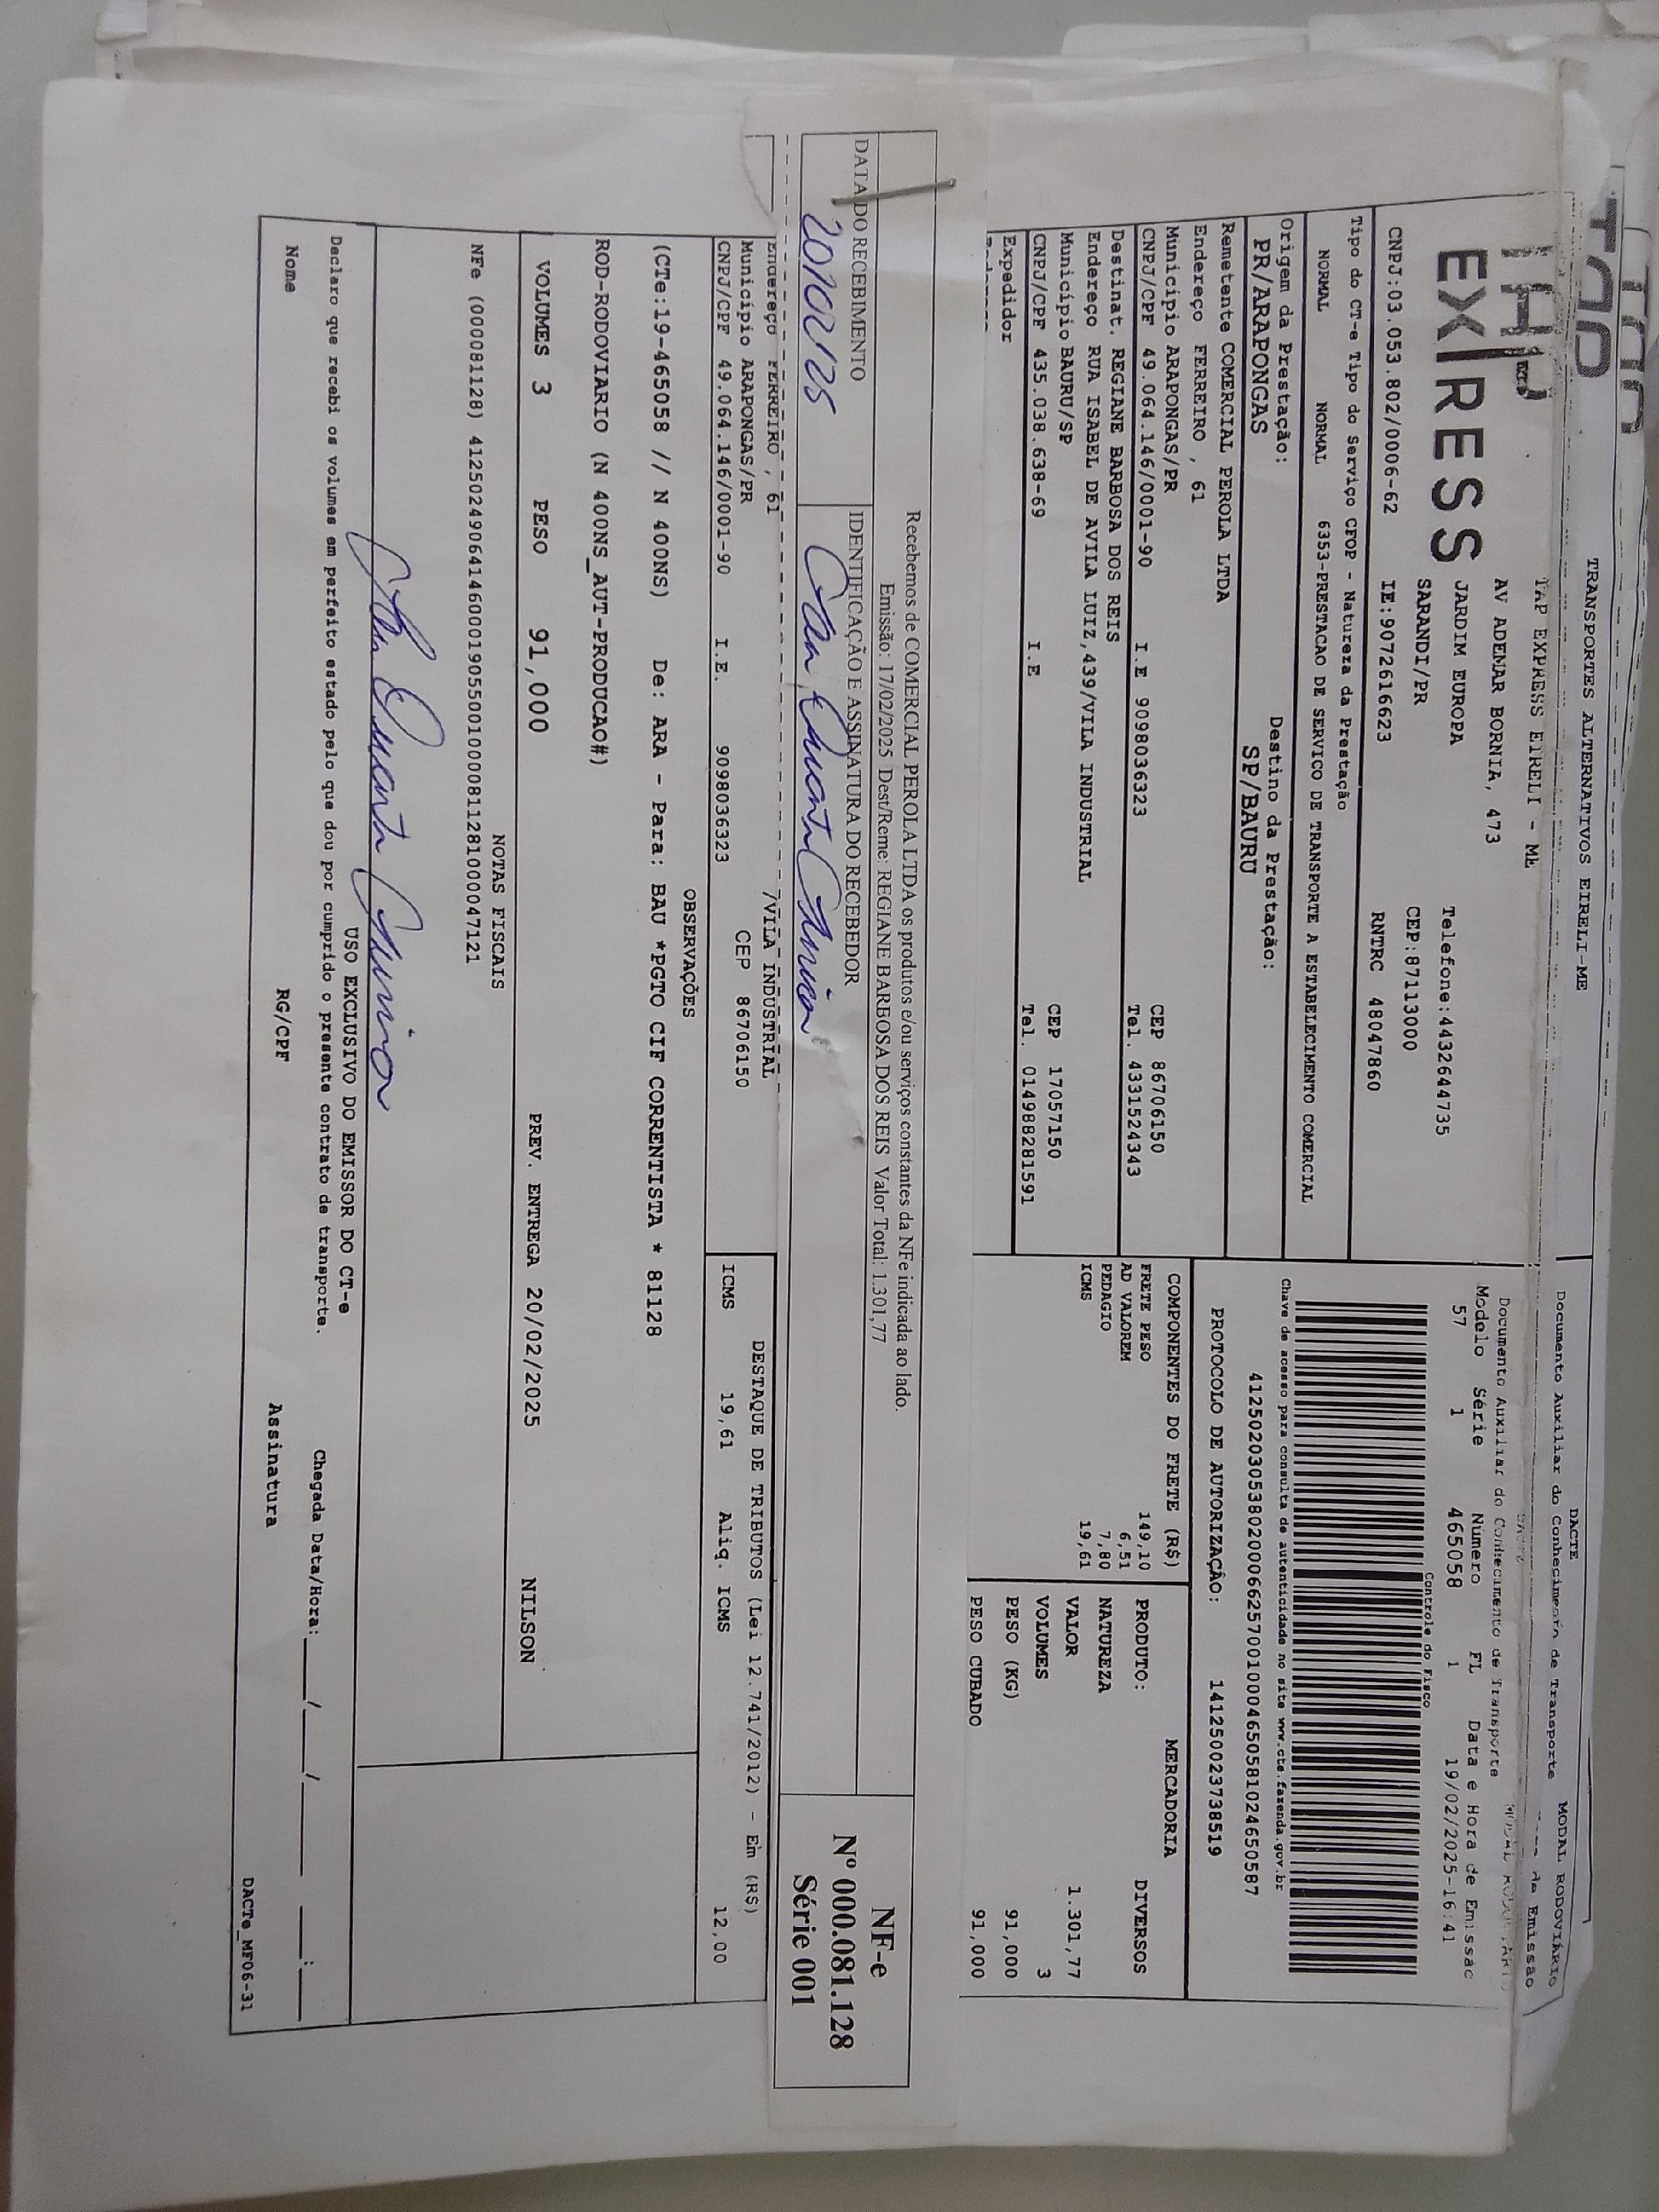 TRANSPORTES ALTERNATIVOS EIRELI-ME
DACTE
Documento Auxiliar do Conhecimento de Transporte
MODAL RODOVIÁRIO
TAP
EXPRESS
TAP EXPRESS EIRELI - ME
AV ADEMAR BORNIA, 473
JARDIM EUROPA
Telefone:4432644735
SARANDI/PR
CEP:87113000
CNPJ:03.053.802/0006-62
IE:9072616623
RNTRC 48047860
Documento Auxiliar do Conhecimento de Transporte
Modelo Série Número FL Data e Hora de Emissão
57 1 465058 1 19/02/2025-16:41
Controle do Fisco
Tipo do CT-e Tipo do Serviço CFOP - Natureza da Prestação
NORMAL NORMAL 6353-PRESTACAO DE SERVICO DE TRANSPORTE A ESTABELECIMENTO COMERCIAL
Chave de acesso para consulta de autenticidade no site www.cte.fazenda.gov.br
41250203053802000662570010004650581024650587
Origem da Prestação:
PR/ARAPONGAS
Destino da Prestação:
SP/BAURU
PROTOCOLO DE AUTORIZAÇÃO: 141250023738519
Remetente COMERCIAL PEROLA LTDA
Endereço FERREIRO , 61
Município ARAPONGAS/PR CEP 86706150
CNPJ/CPF 49.064.146/0001-90 I.E 9098036323 Tel. 4331524343
Destinat. REGIANE BARBOSA DOS REIS
Endereço RUA ISABEL DE AVILA LUIZ,439/VILA INDUSTRIAL
Município BAURU/SP CEP 17057150
CNPJ/CPF 435.038.638-69 I.E Tel. 014988281591
Expedidor
COMPONENTES DO FRETE (R$)
FRETE PESO 149,10
AD VALOREM 6,51
PEDAGIO 7,80
ICMS 19,61
MERCADORIA
PRODUTO: DIVERSOS
NATUREZA
VALOR 1.301,77
VOLUMES 3
PESO (KG) 91,000
PESO CUBADO 91,000
Recebemos de COMERCIAL PEROLA LTDA os produtos e/ou serviços constantes da NFe indicada ao lado.
Emissão: 17/02/2025 Dest/Reme: REGIANE BARBOSA DOS REIS Valor Total: 1.301,77
DATA DO RECEBIMENTO
20/02/25
IDENTIFICAÇÃO E ASSINATURA DO RECEBEDOR
NF-e
Nº 000.081.128
Série 001
Endereço FERREIRO , 61 /VILA INDUSTRIAL
Município ARAPONGAS/PR CEP 86706150
CNPJ/CPF 49.064.146/0001-90 I.E. 9098036323
DESTAQUE DE TRIBUTOS (Lei 12.741/2012) - Em (R$)
ICMS 19,61 Aliq. ICMS 12,00
OBSERVAÇÕES
(CTe:19-465058 // N 400NS) De: ARA - Para: BAU *PGTO CIF CORRENTISTA * 81128
ROD-RODOVIARIO (N 400NS_AUT-PRODUCAO#)
VOLUMES 3 PESO 91,000 PREV. ENTREGA 20/02/2025 NILSON
NOTAS FISCAIS
NFe (000081128) 41250249064146000190550010000811281000047121
USO EXCLUSIVO DO EMISSOR DO CT-e
Declaro que recebi os volumes em perfeito estado pelo que dou por cumprido o presente contrato de transporte.
Chegada Data/Hora:___/___/_____ ___:___
Nome RG/CPF Assinatura
DACTe_MF06-31